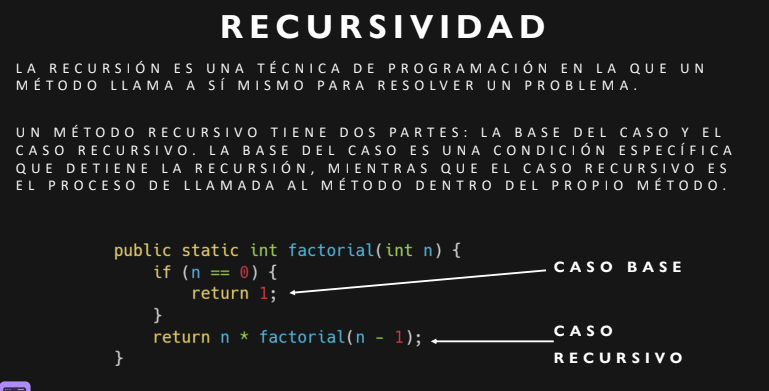 RECURSIVIDAD
LA RECURSIÓN ES UNA TÉCNICA DE PROGRAMACIÓN EN LA QUE UN
MÉTODO LLAMA A SÍ MISMO PARA RESOLVER UN PROBLEMA.
UN MÉTODO RECURSIVO TIENE DOS PARTES: LA BASE DEL CASO Y EL
CASO RECURSIVO. LA BASE DEL CASO ES UNA CONDICIÓN ESPECÍFICA
QUE DETIENE LA RECURSIÓN, MIENTRAS QUE EL CASO RECURSIVO ES
EL PROCESO DE LLAMADA AL MÉTODO DENTRO DEL PROPIO MÉTODO.
public static int factorial(int n) {
if (n == 0) {
return 1;
}
return n * factorial(n - 1);
}
CASO BASE
CASO
RECURSIVO